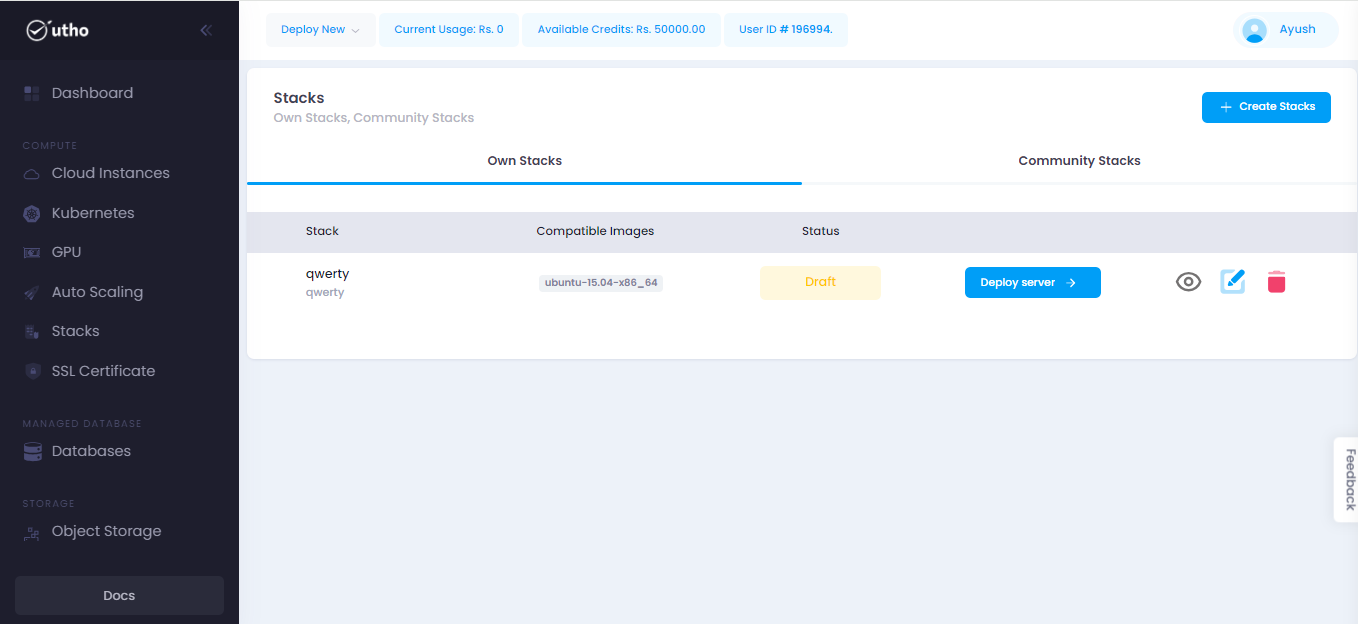 utho
Deploy New
Current Usage: Rs. 0
Available Credits: Rs. 50000.00
User ID # 196994.
Ayush
Dashboard
COMPUTE
Cloud Instances
Kubernetes
GPU
Auto Scaling
Stacks
SSL Certificate
MANAGED DATABASE
Databases
STORAGE
Object Storage
Docs
Stacks
Own Stacks, Community Stacks
+ Create Stacks
Own Stacks
Community Stacks
Stack
Compatible Images
Status
qwerty
qwerty
ubuntu-15.04-x86_64
Draft
Deploy server →
Feedback